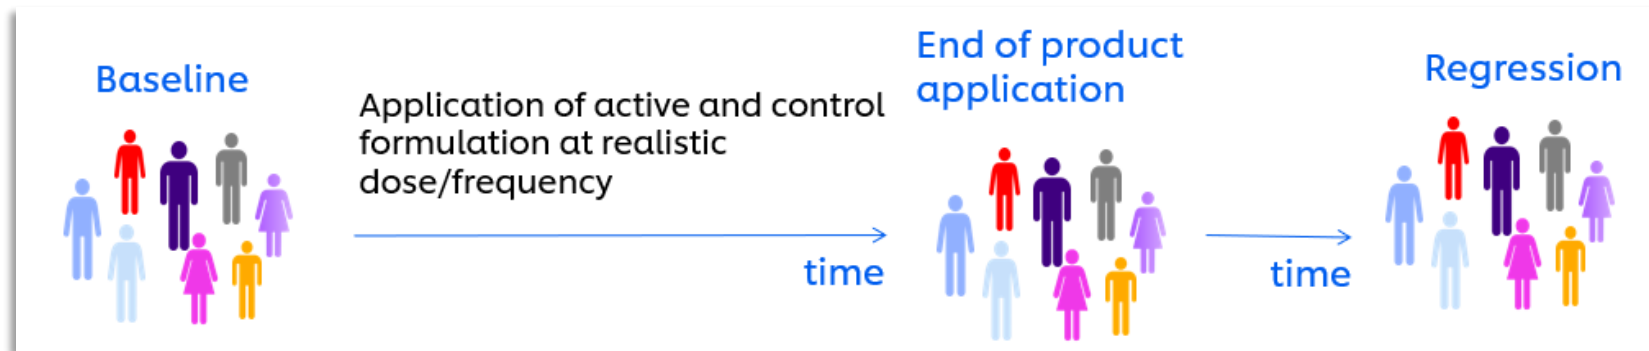 Baseline
Application of active and control
formulation at realistic
dose/frequency
time
End of product
application
time
Regression